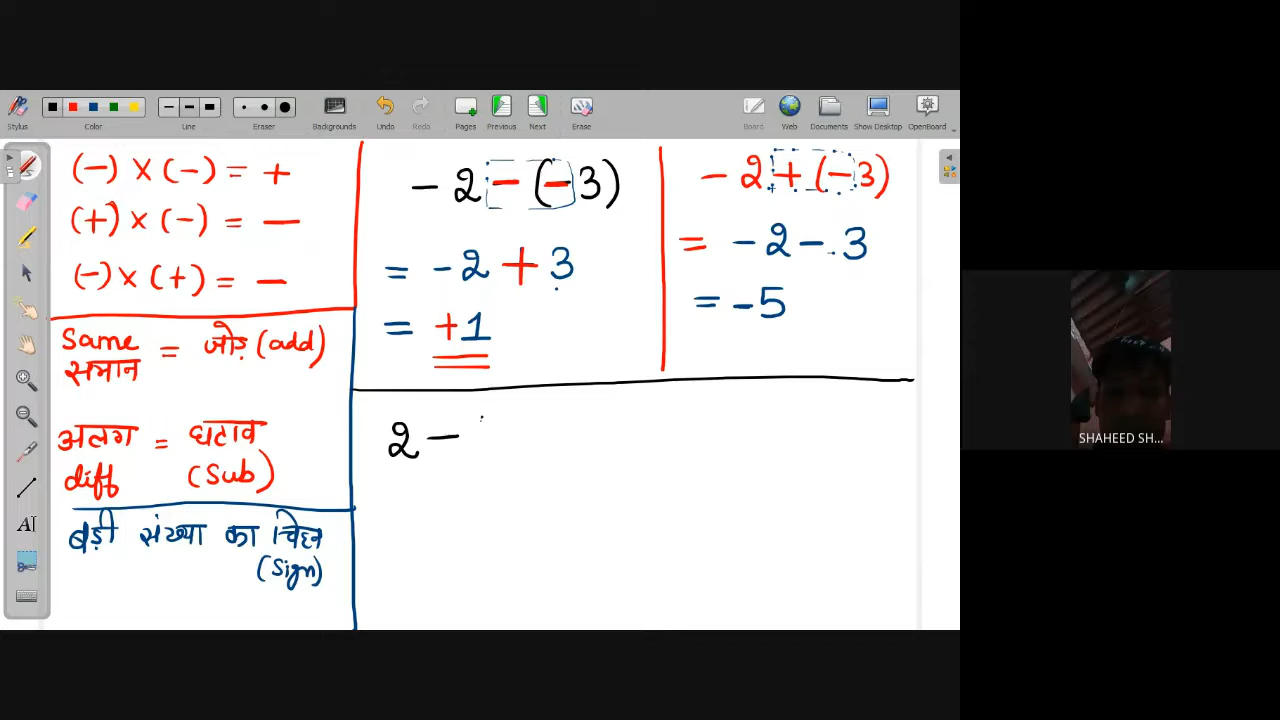 Stylus
Color
Line
Eraser
Backgrounds
Undo
Redo
Pages
Previous
Next
Erase
Board
Web
Documents
Show Desktop
OpenBoard
(-) × (-) = +
(+) × (-) = -
(-) × (+) = -
Same = जोड़ (add)
समान
अलग = घटाव
diff (Sub)
बड़ी संख्या का चिह्न
(Sign)
-2 - (-3)
= -2 + 3
= +1
-2 + (-3)
= -2 - 3
= -5
2 -
SHAHEED SH...